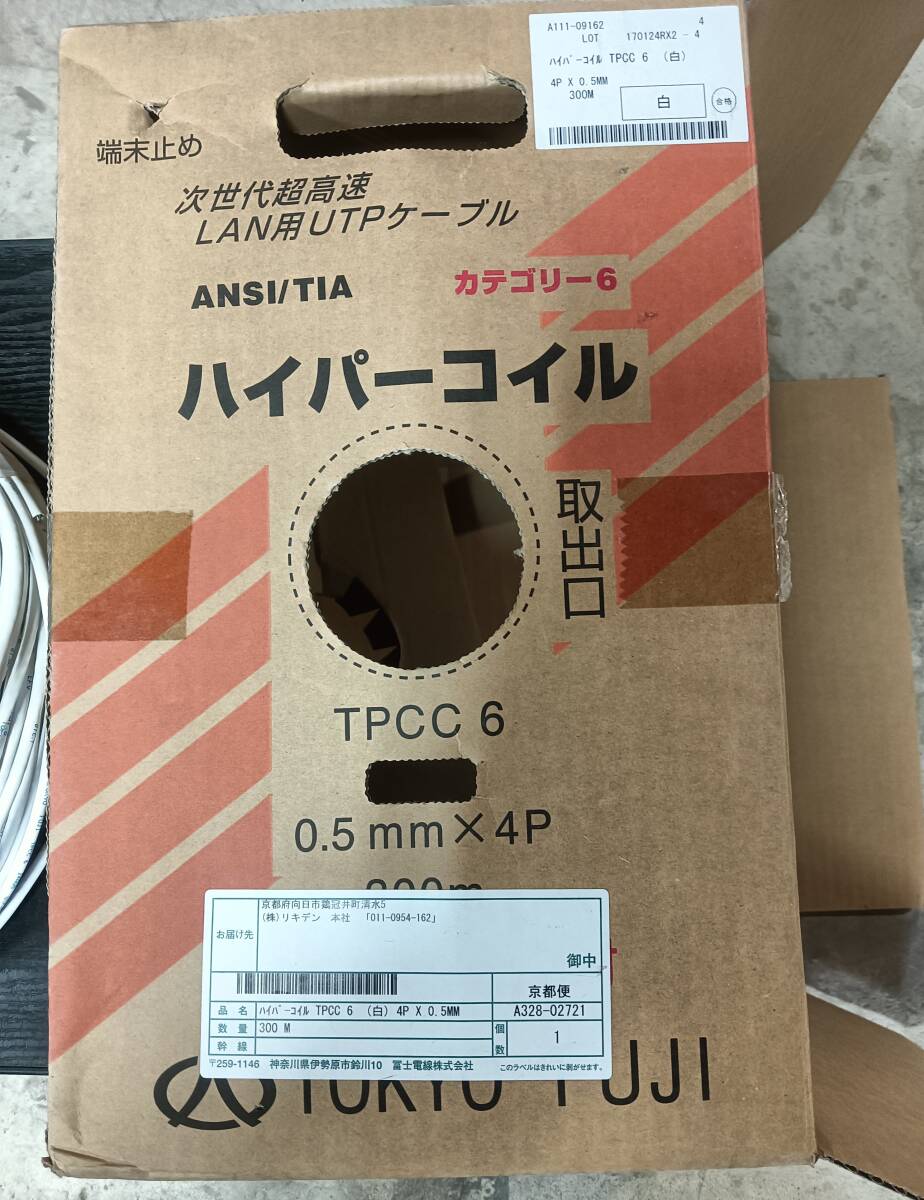 A111-09162 4
LOT 170124RX2 - 4
ﾊｲﾊﾟｰｺｲﾙ TPCC 6 （白）
4P X 0.5MM
300M
白
合格
端末止め
次世代超高速
LAN用UTPケーブル
ANSI/TIA
カテゴリー6
ハイパーコイル
取出口
TPCC 6
0.5mm×4P
京都府向日市鶏冠井町清水5
(株)リキデン 本社 「011-0954-162」
お届け先
御中
京都便
品名 ﾊｲﾊﾟｰｺｲﾙ TPCC 6 （白） 4P X 0.5MM A328-02721
数量 300 M 個数 1
幹線
〒259-1146 神奈川県伊勢原市鈴川10 冨士電線株式会社 このラベルはきれいに剥がせます。
TOKYO FUJI